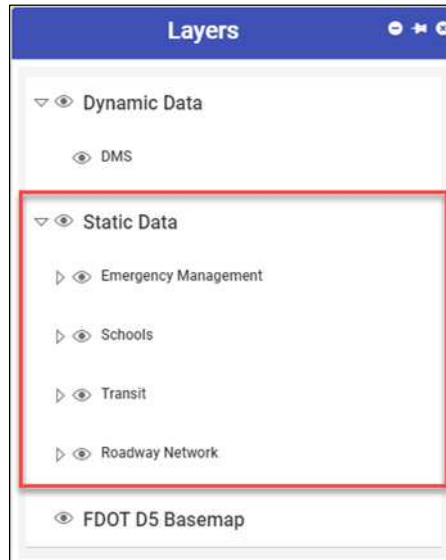 Layers
Dynamic Data
DMS
Static Data
Emergency Management
Schools
Transit
Roadway Network
FDOT D5 Basemap